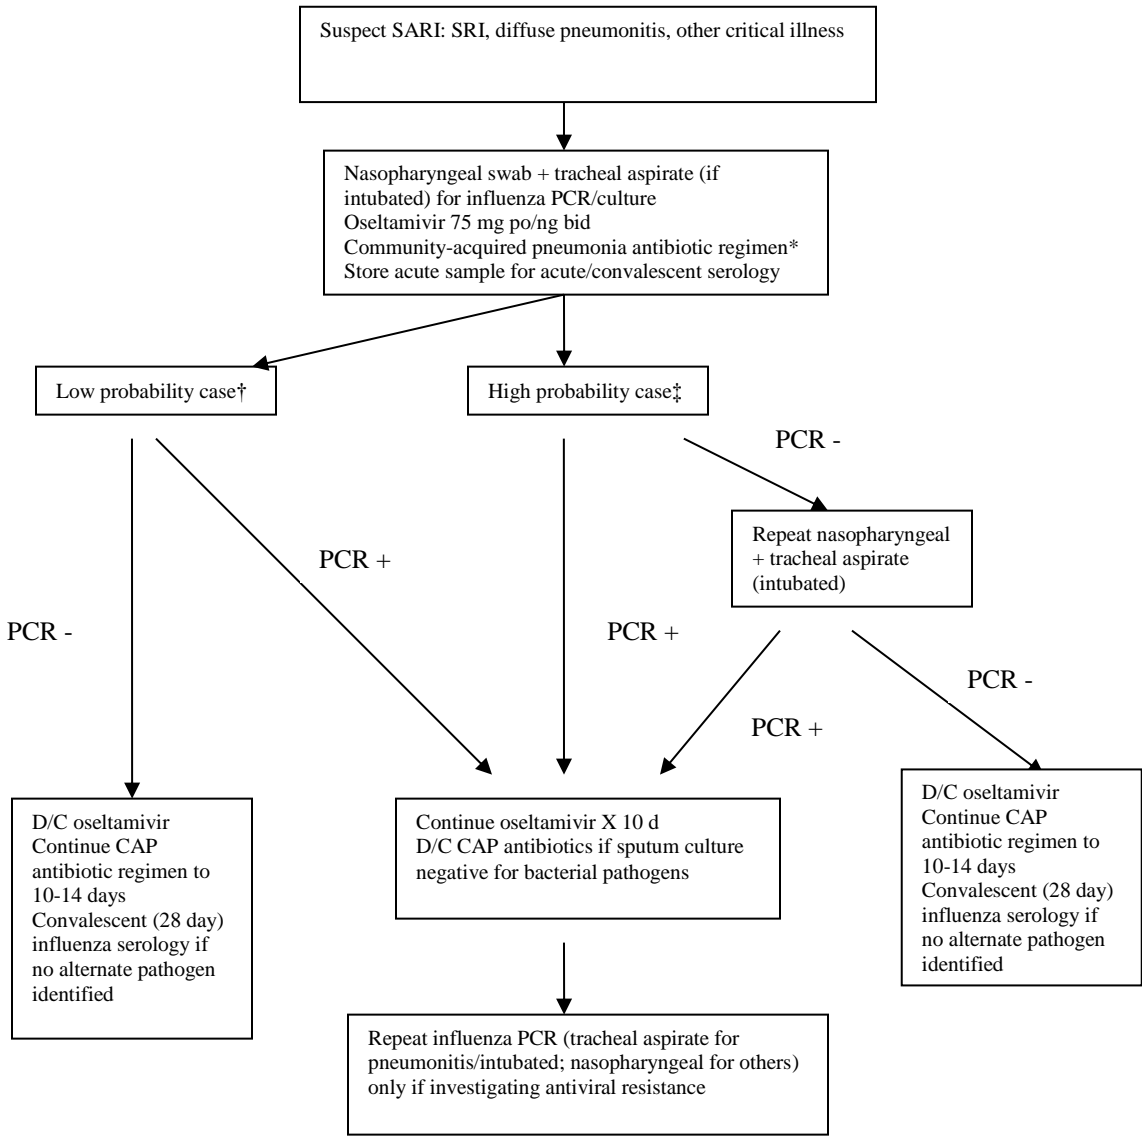 Suspect SARI: SRI, diffuse pneumonitis, other critical illness
Nasopharyngeal swab + tracheal aspirate (if
intubated) for influenza PCR/culture
Oseltamivir 75 mg po/ng bid
Community-acquired pneumonia antibiotic regimen*
Store acute sample for acute/convalescent serology
Low probability case†
High probability case‡
PCR -
Repeat nasopharyngeal
+ tracheal aspirate
(intubated)
PCR +
PCR -
PCR +
PCR -
PCR +
D/C oseltamivir
Continue CAP
antibiotic regimen to
10-14 days
Convalescent (28 day)
influenza serology if
no alternate pathogen
identified
Continue oseltamivir X 10 d
D/C CAP antibiotics if sputum culture
negative for bacterial pathogens
D/C oseltamivir
Continue CAP
antibiotic regimen to
10-14 days
Convalescent (28 day)
influenza serology if
no alternate pathogen
identified
Repeat influenza PCR (tracheal aspirate for
pneumonitis/intubated; nasopharyngeal for others)
only if investigating antiviral resistance